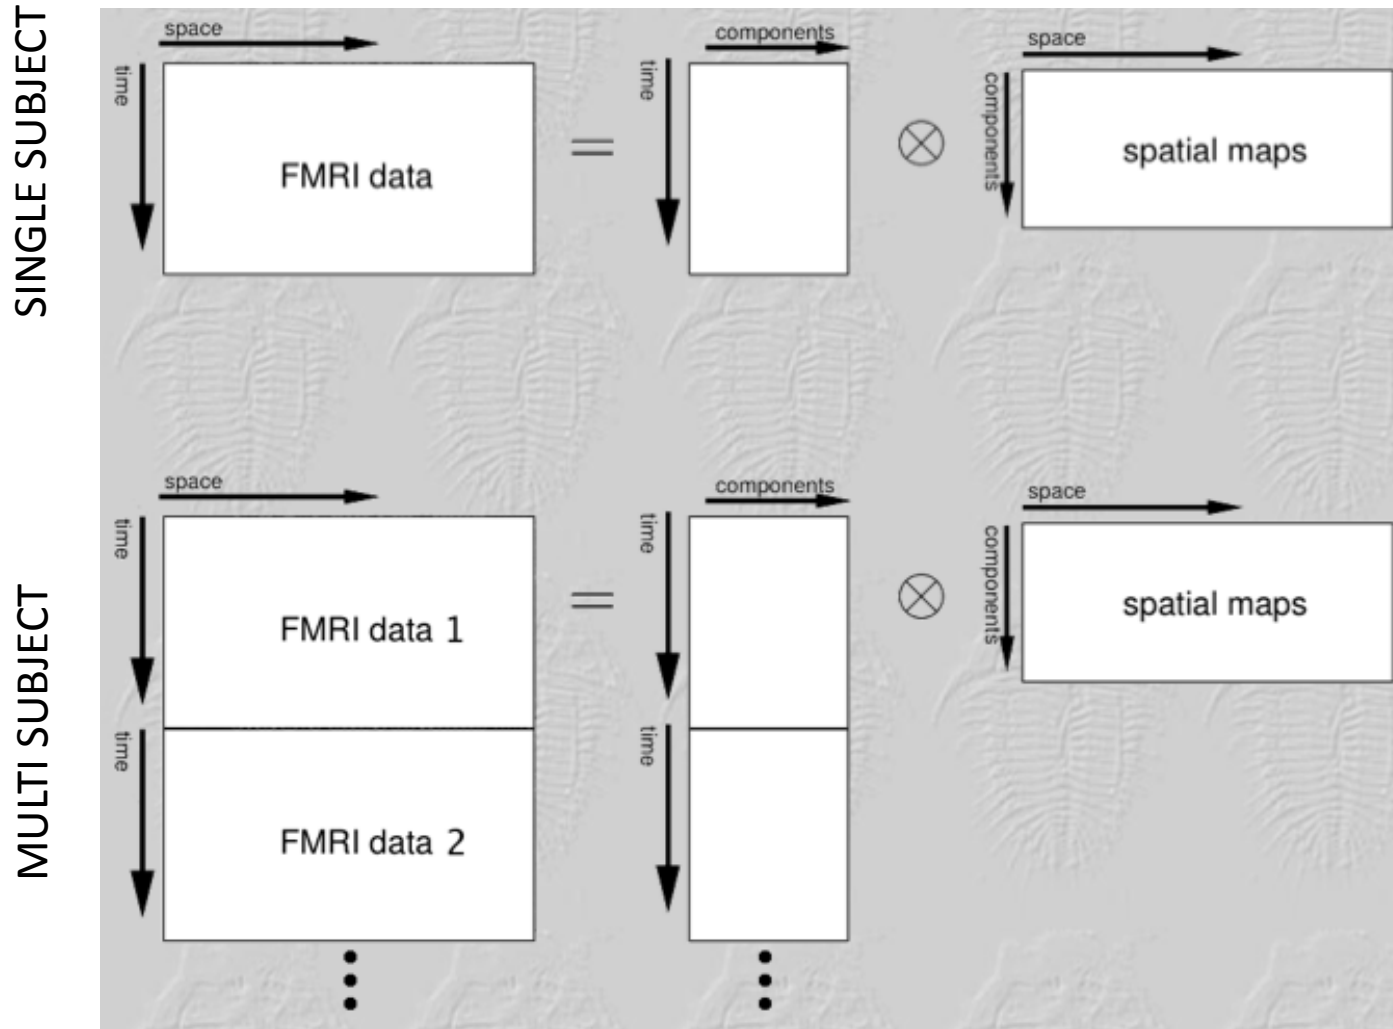 SINGLE SUBJECT
space
time
FMRI data
=
components
time
⊗
space
components
spatial maps
MULTI SUBJECT
space
time
FMRI data 1
time
FMRI data 2
=
components
time
time
⊗
space
components
spatial maps